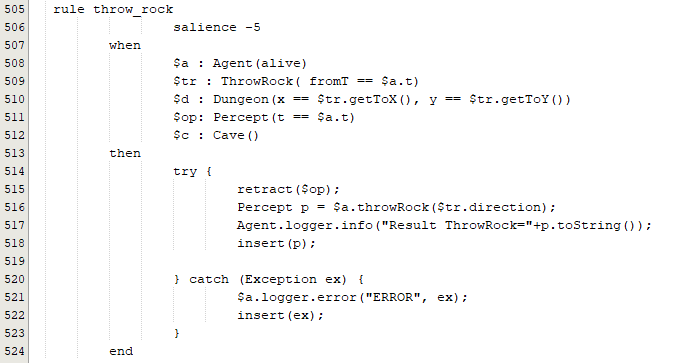 505 rule throw_rock
506 salience -5
507 when
508 $a : Agent(alive)
509 $tr : ThrowRock( fromT == $a.t)
510 $d : Dungeon(x == $tr.getToX(), y == $tr.getToY())
511 $op: Percept(t == $a.t)
512 $c : Cave()
513 then
514 try {
515 retract($op);
516 Percept p = $a.throwRock($tr.direction);
517 Agent.logger.info("Result ThrowRock="+p.toString());
518 insert(p);
519
520 } catch (Exception ex) {
521 $a.logger.error("ERROR", ex);
522 insert(ex);
523 }
524 end